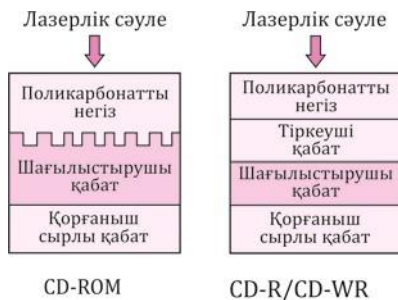 Лазерлік сәуле
Поликарбонатты
негіз
Шағылыстырушы
қабат
Қорғаныш
сырлы қабат
CD-ROM
Лазерлік сәуле
Поликарбонатты
негіз
Тіркеуші
қабат
Шағылыстырушы
қабат
Қорғаныш
сырлы қабат
CD-R/CD-WR